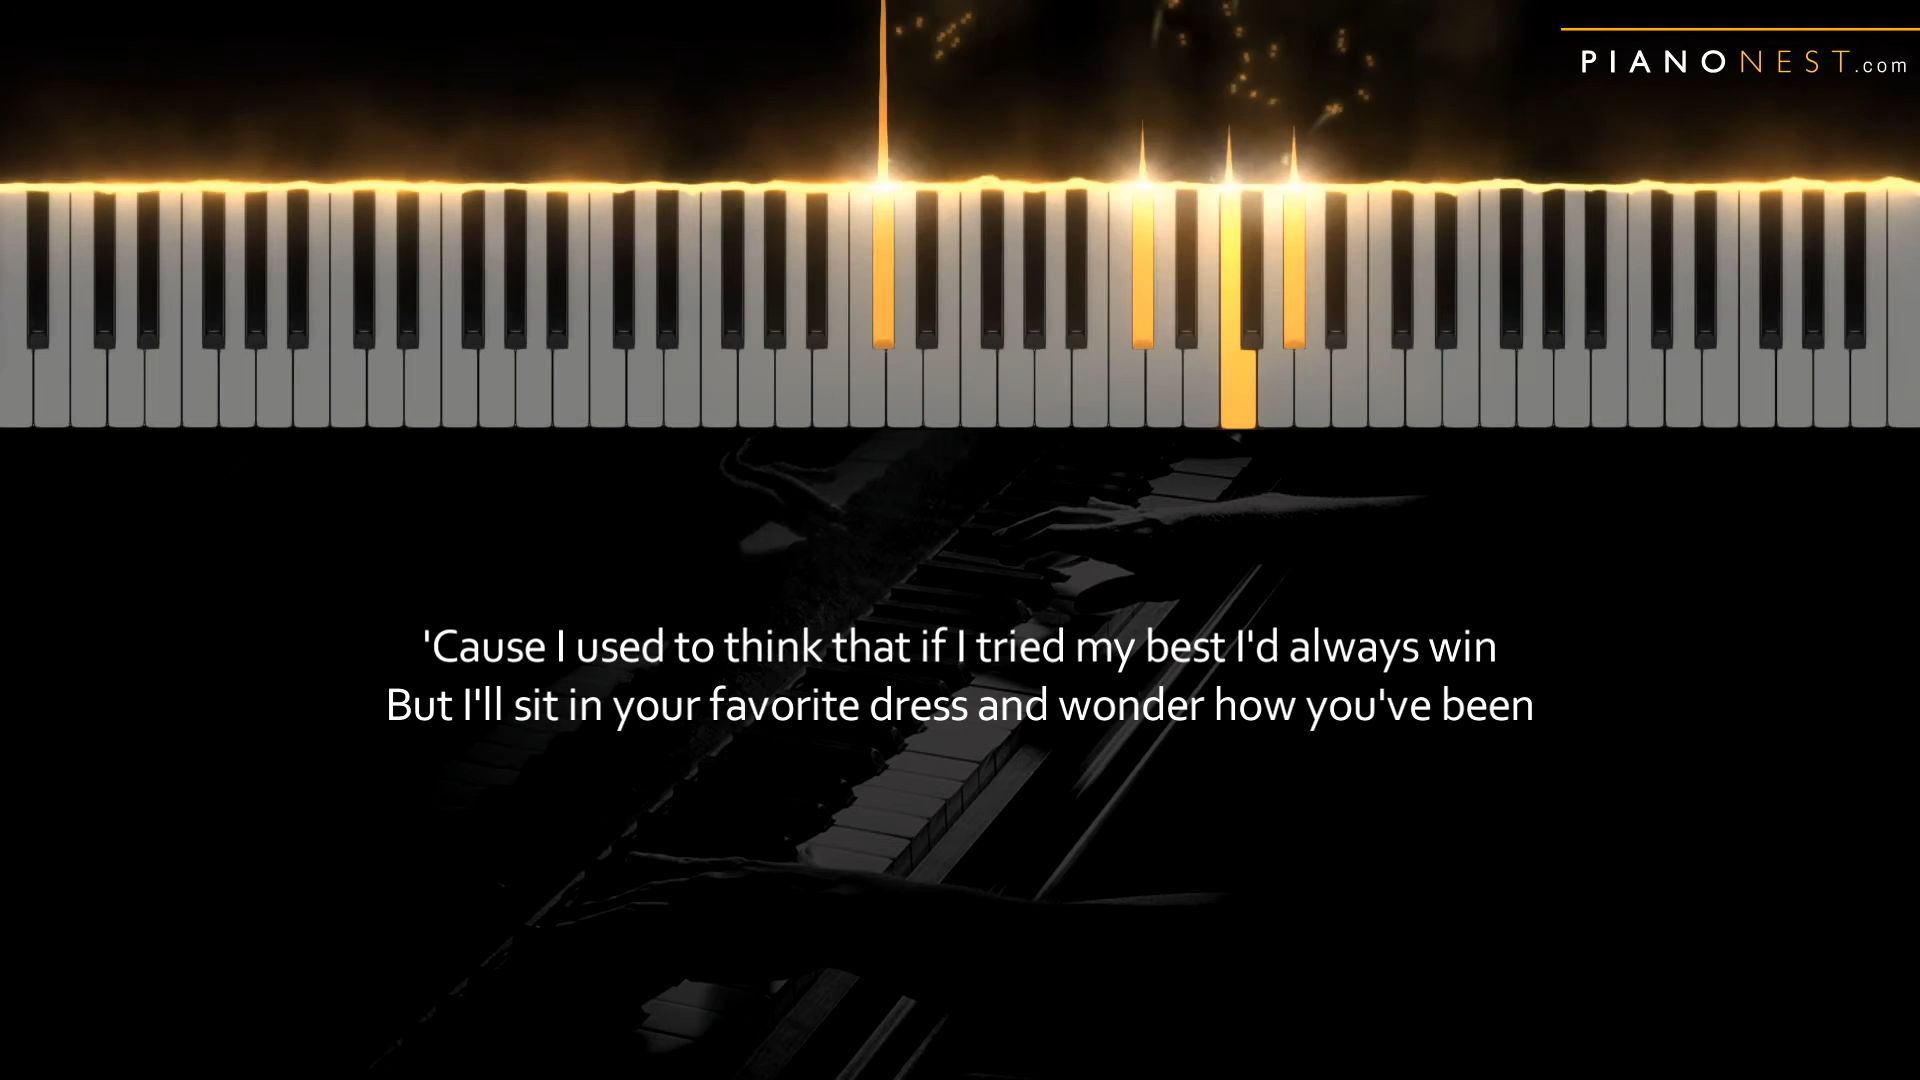 PIANONEST.com
'Cause I used to think that if I tried my best I'd always win
But I'll sit in your favorite dress and wonder how you've been